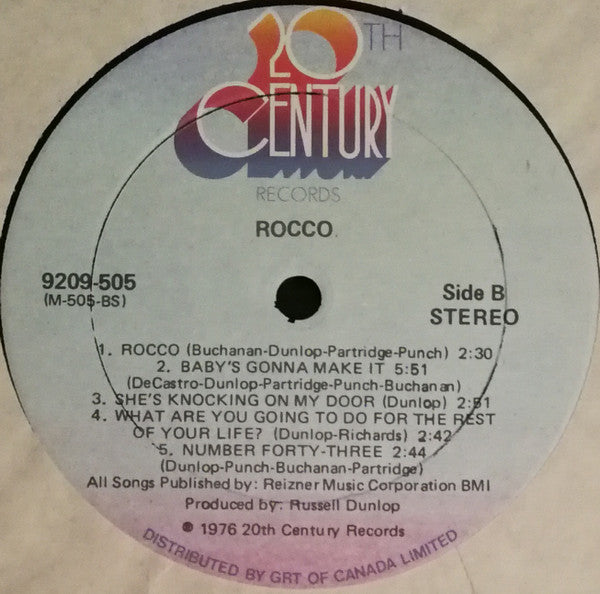 20TH
CENTURY
RECORDS
ROCCO
9209-505
(M-505-BS)
Side B
STEREO
1. ROCCO (Buchanan-Dunlop-Partridge-Punch) 2:30
2. BABY'S GONNA MAKE IT 5:51
(DeCastro-Dunlop-Partridge-Punch-Buchanan)
3. SHE'S KNOCKING ON MY DOOR (Dunlop) 2:51
4. WHAT ARE YOU GOING TO DO FOR THE REST
OF YOUR LIFE? (Dunlop-Richards) 2:42
5. NUMBER FORTY-THREE 2:44
(Dunlop-Punch-Buchanan-Partridge)
All Songs Published by: Reizner Music Corporation BMI
Produced by: Russell Dunlop
℗ 1976 20th Century Records
DISTRIBUTED BY GRT OF CANADA LIMITED